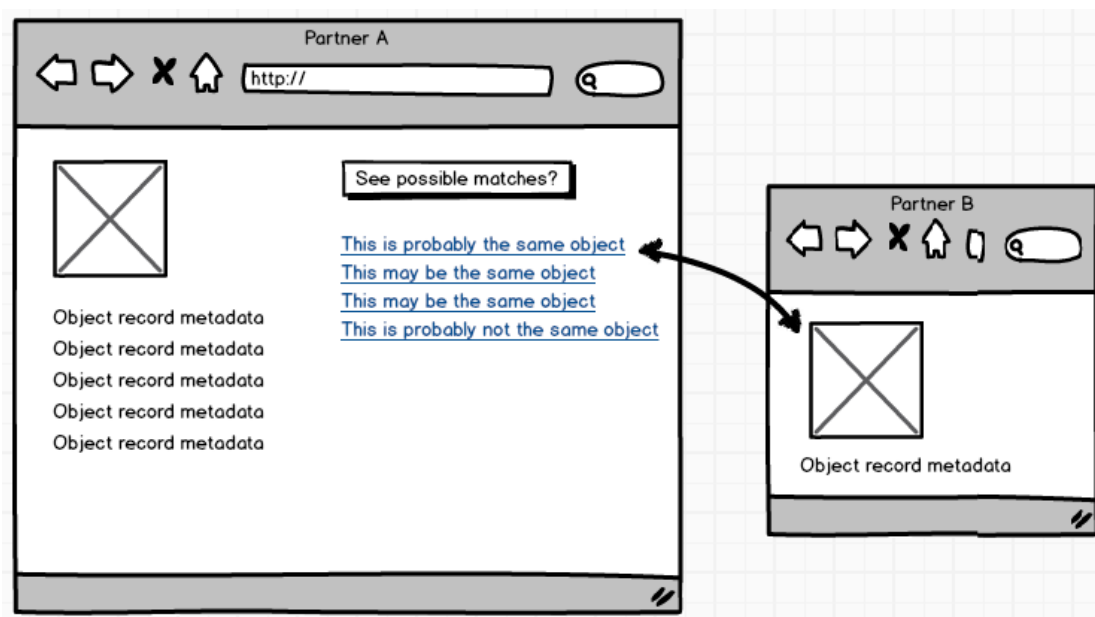 Partner A
http://
See possible matches?
This is probably the same object
This may be the same object
This may be the same object
This is probably not the same object
Object record metadata
Object record metadata
Object record metadata
Object record metadata
Object record metadata
Partner B
Object record metadata